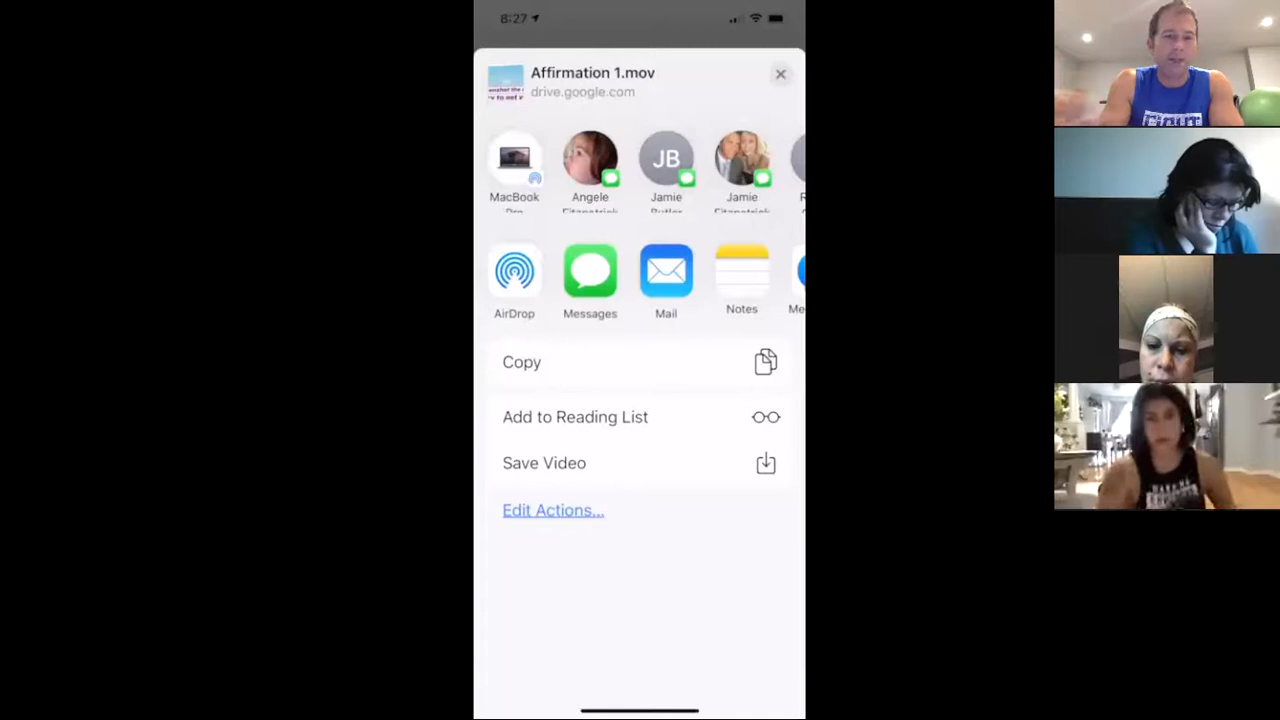 8:27
Affirmation 1.mov
drive.google.com
JB
MacBook
Angele
Jamie
Jamie
AirDrop
Messages
Mail
Notes
Me
Copy
Add to Reading List
Save Video
Edit Actions...